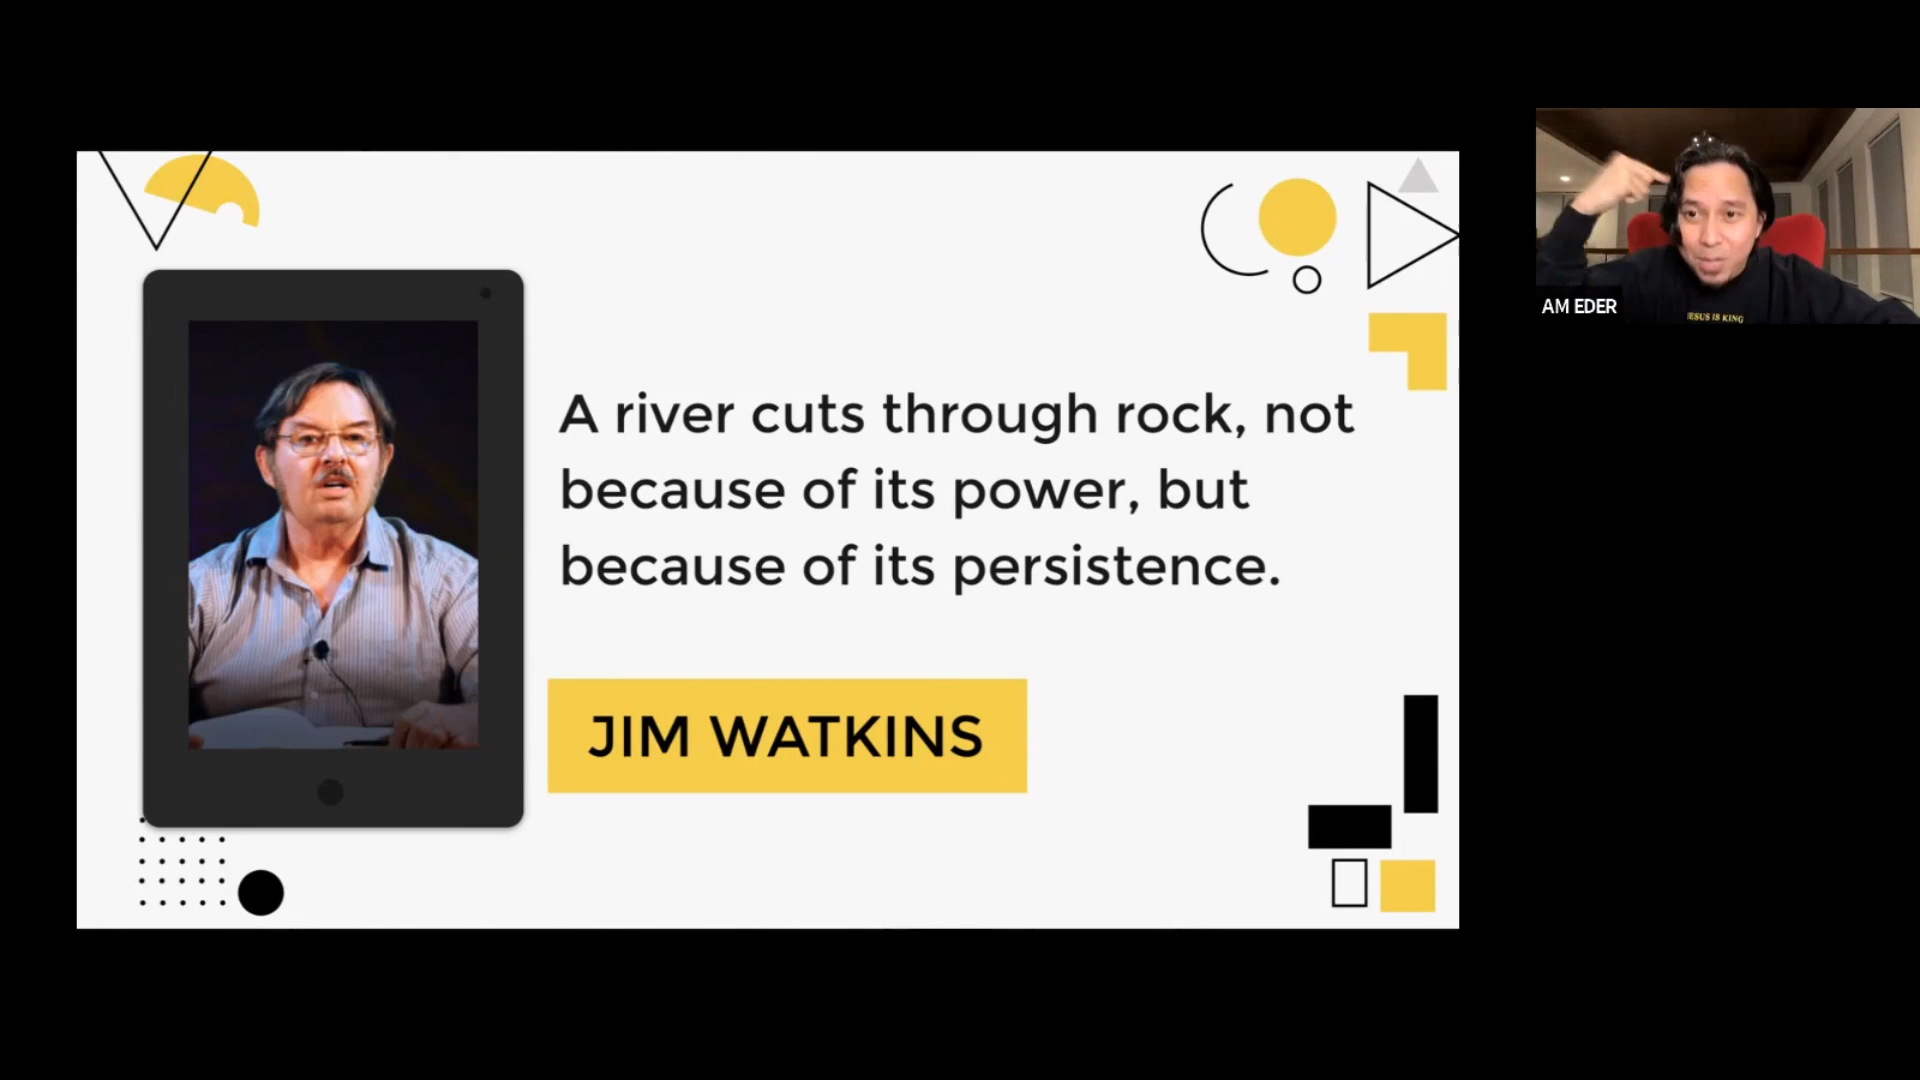 A river cuts through rock, not
because of its power, but
because of its persistence.
JIM WATKINS
AM EDER
JESUS IS KING